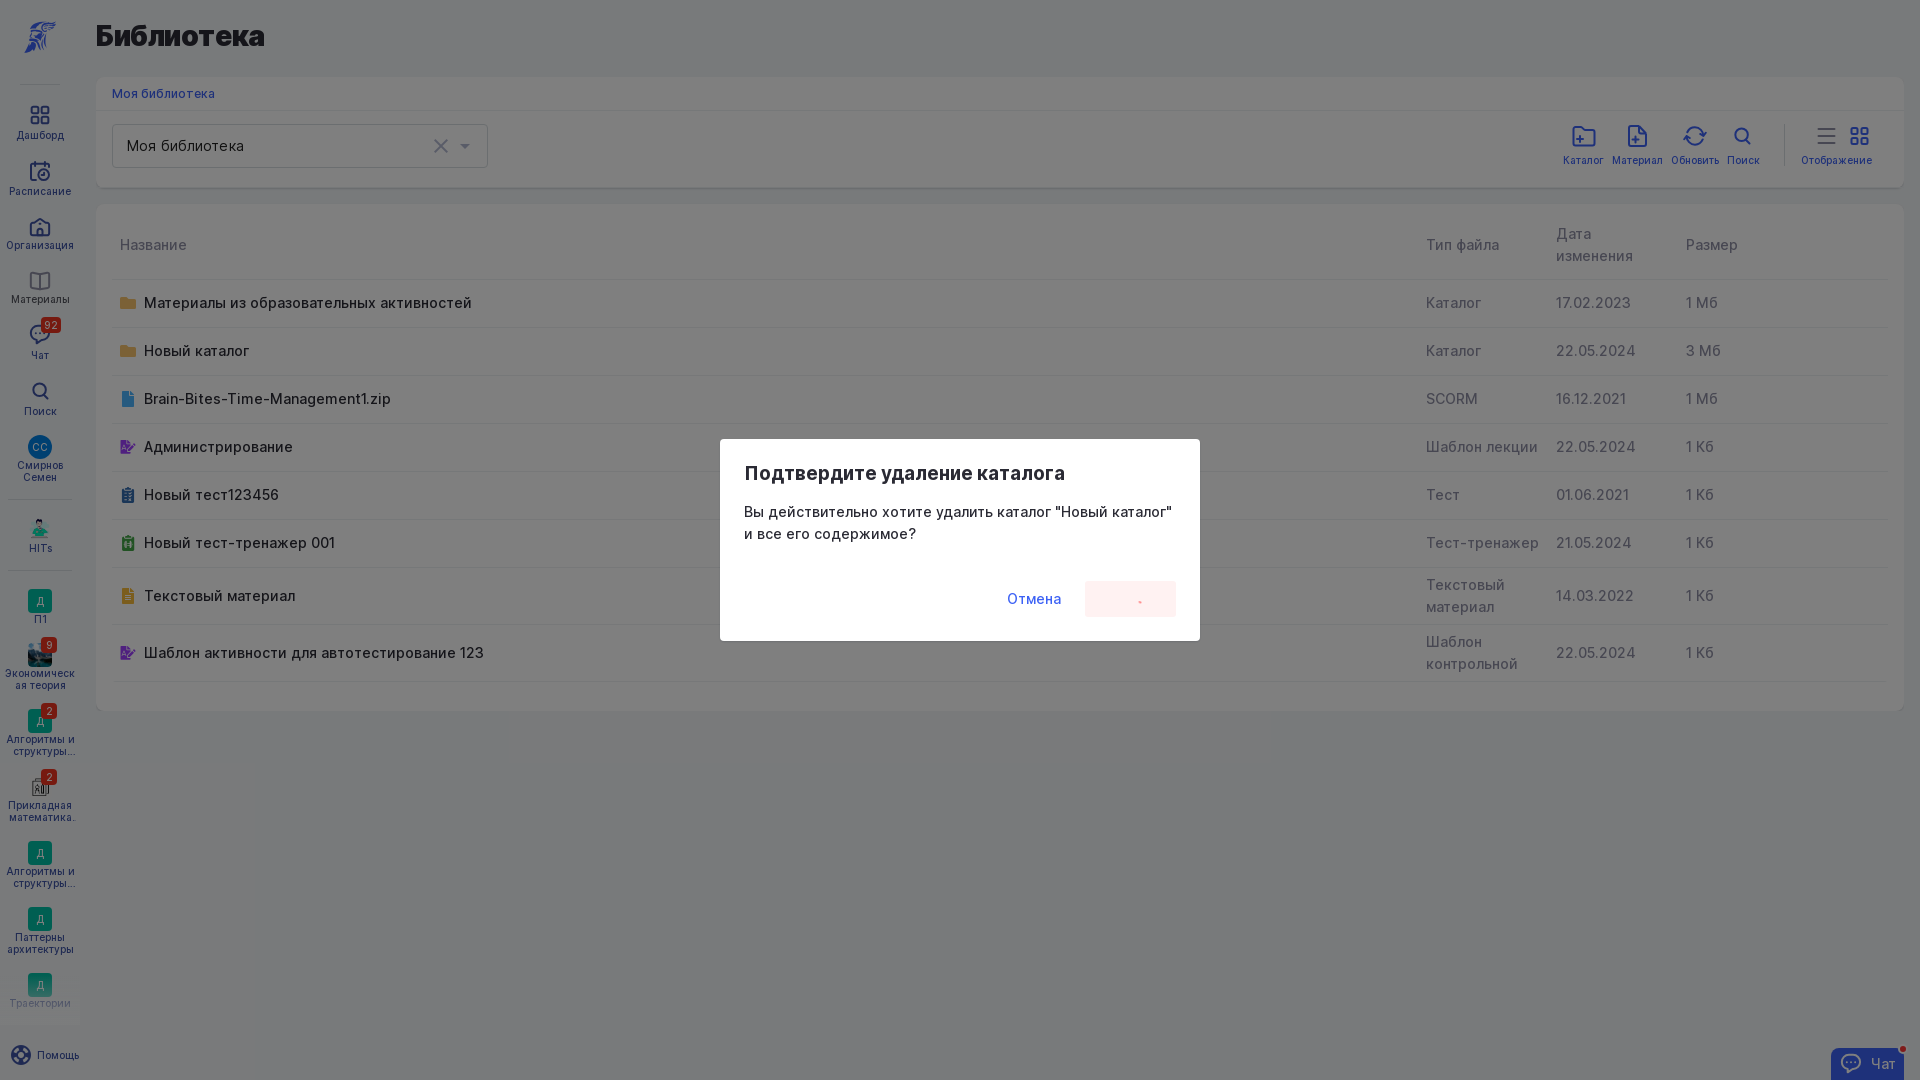 Библиотека
Моя библиотека
Моя библиотека
Каталог
Материал
Обновить
Поиск
Отображение
Название
Тип файла
Дата
изменения
Размер
Материалы из образовательных активностей
Каталог
17.02.2023
1 Мб
Новый каталог
Каталог
22.05.2024
3 Мб
Brain-Bites-Time-Management1.zip
SCORM
16.12.2021
1 Мб
Администрирование
Шаблон лекции
22.05.2024
1 Кб
Новый тест123456
Тест
01.06.2021
1 Кб
Новый тест-тренажер 001
Тест-тренажер
21.05.2024
1 Кб
Текстовый материал
Текстовый
материал
14.03.2022
1 Кб
Шаблон активности для автотестирование 123
Шаблон
контрольной
22.05.2024
1 Кб
Подтвердите удаление каталога
Вы действительно хотите удалить каталог "Новый каталог"
и все его содержимое?
Отмена
Дашборд
Расписание
Организация
Материалы
92
Чат
Поиск
СС
Смирнов
Семен
HITs
Д
П1
9
Экономическ
ая теория
Д
2
Алгоритмы и
структуры...
2
Прикладная
математика.
Д
Алгоритмы и
структуры...
Д
Паттерны
архитектуры
Д
Траектории
Помощь
Чат